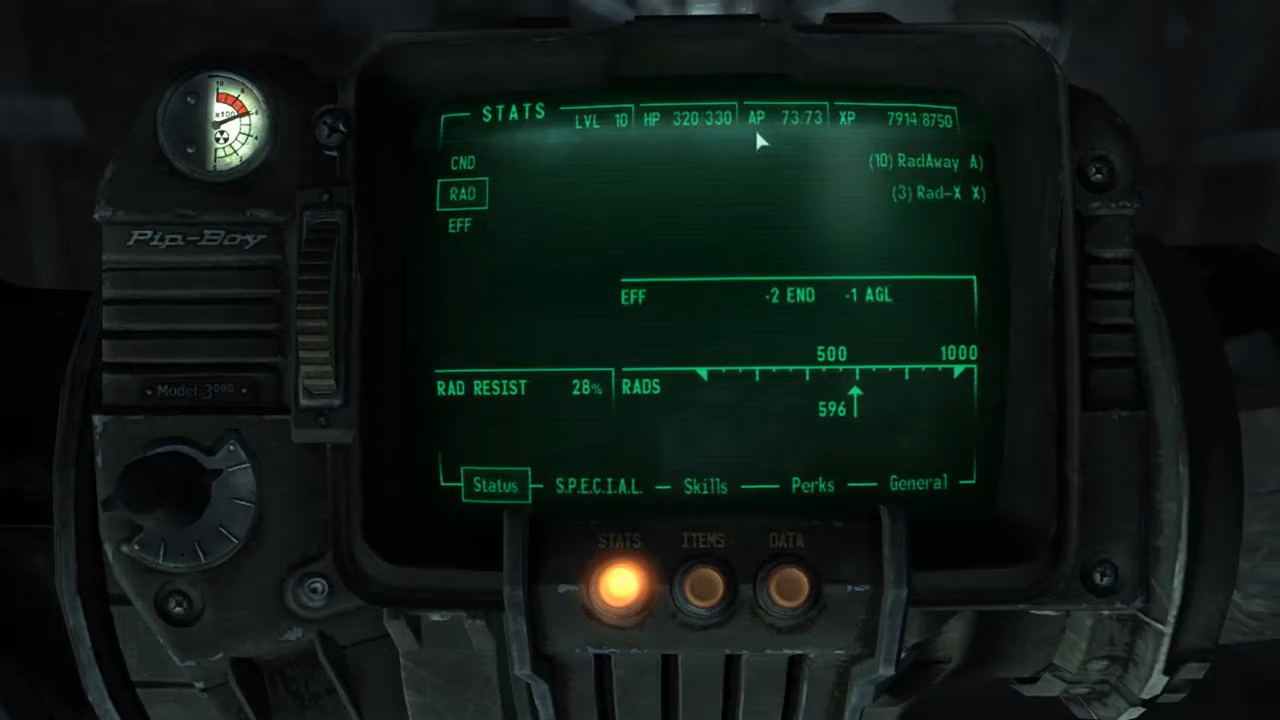 STATS LVL 10 HP 320/330 AP 73/73 XP 7914/8750
CND
(10) RadAway A)
RAD
(3) Rad-X X)
EFF
Pip-Boy
EFF -2 END -1 AGL
500 1000
RAD RESIST 28% RADS
596
Model 3000
Status S.P.E.C.I.A.L. Skills Perks General
STATS ITEMS DATA
x100